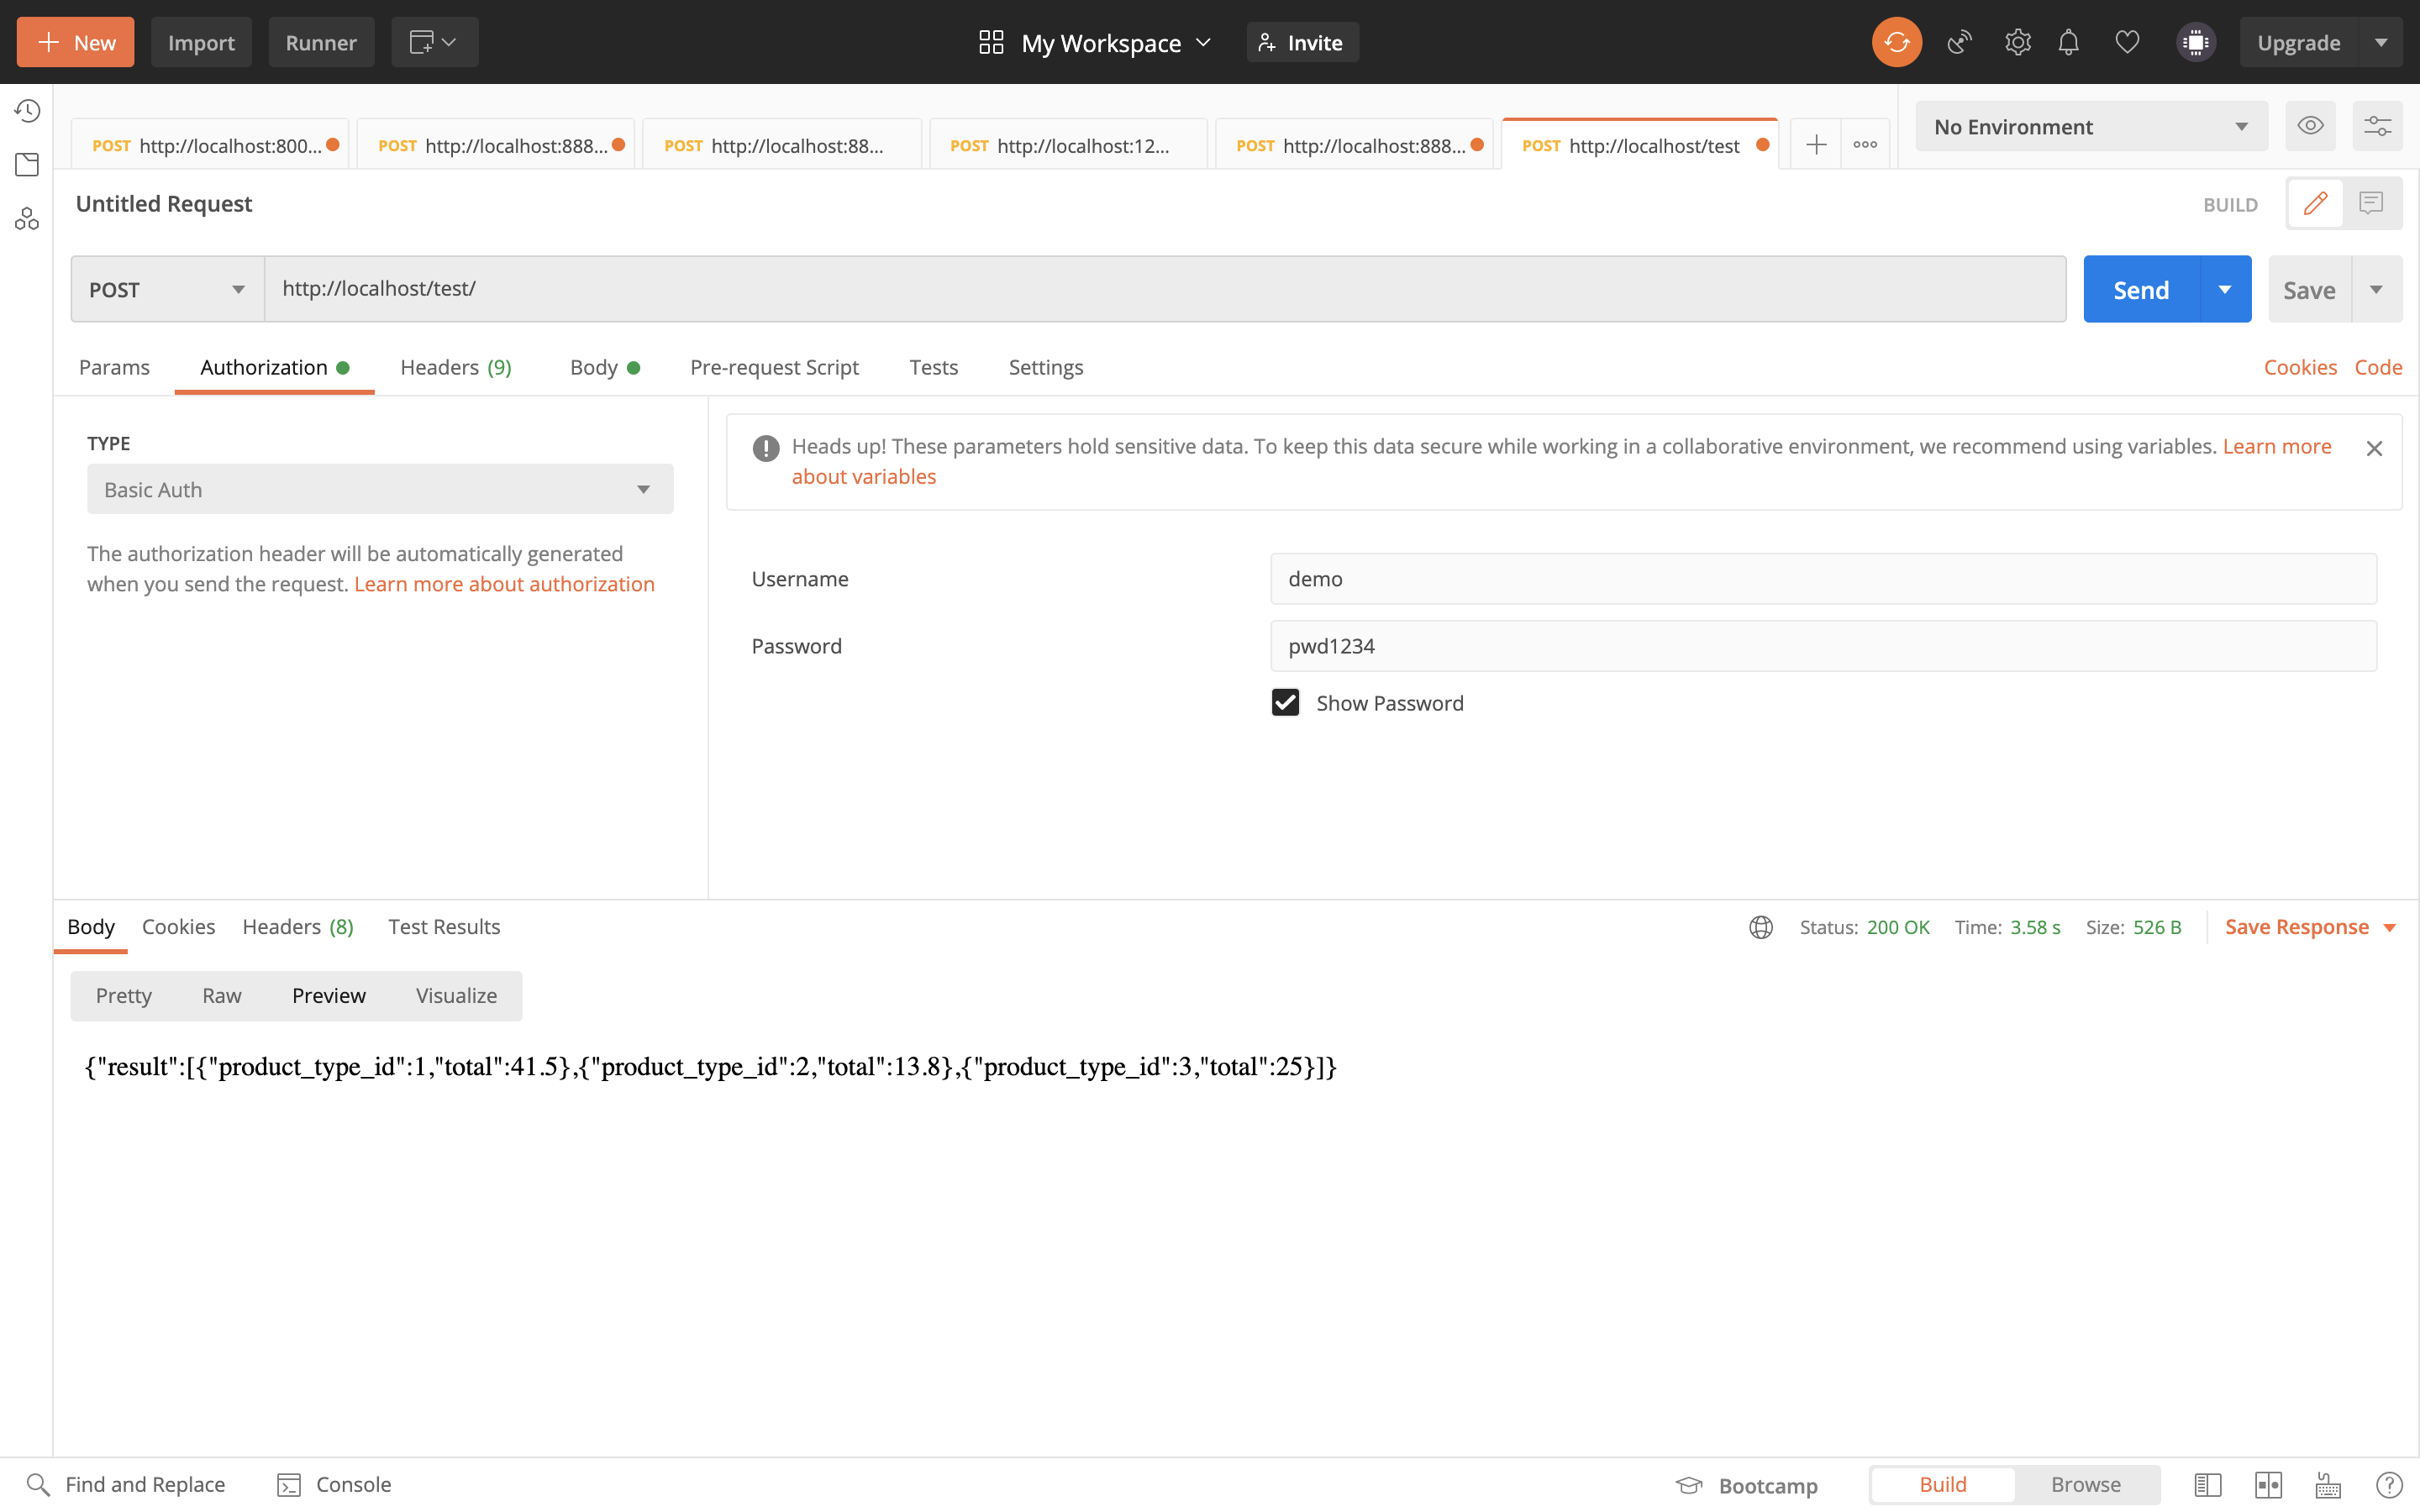 New
Import
Runner
My Workspace
Invite
Upgrade
POST http://localhost:800...
POST http://localhost:888...
POST http://localhost:88...
POST http://localhost:12...
POST http://localhost:888...
POST http://localhost/test
No Environment
Untitled Request
BUILD
POST
http://localhost/test/
Send
Save
Params
Authorization
Headers (9)
Body
Pre-request Script
Tests
Settings
Cookies
Code
TYPE
Basic Auth
The authorization header will be automatically generated
when you send the request. Learn more about authorization
Heads up! These parameters hold sensitive data. To keep this data secure while working in a collaborative environment, we recommend using variables. Learn more
about variables
Username
demo
Password
pwd1234
Show Password
Body
Cookies
Headers (8)
Test Results
Status: 200 OK
Time: 3.58 s
Size: 526 B
Save Response
Pretty
Raw
Preview
Visualize
{"result":[{"product_type_id":1,"total":41.5},{"product_type_id":2,"total":13.8},{"product_type_id":3,"total":25}]}
Find and Replace
Console
Bootcamp
Build
Browse